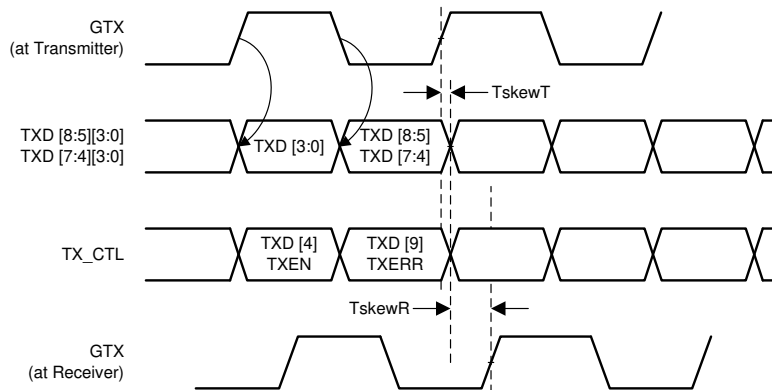 GTX
(at Transmitter)
TskewT
TXD [8:5][3:0]
TXD [7:4][3:0]
TXD [3:0]
TXD [8:5]
TXD [7:4]
TX_CTL
TXD [4]
TXEN
TXD [9]
TXERR
TskewR
GTX
(at Receiver)